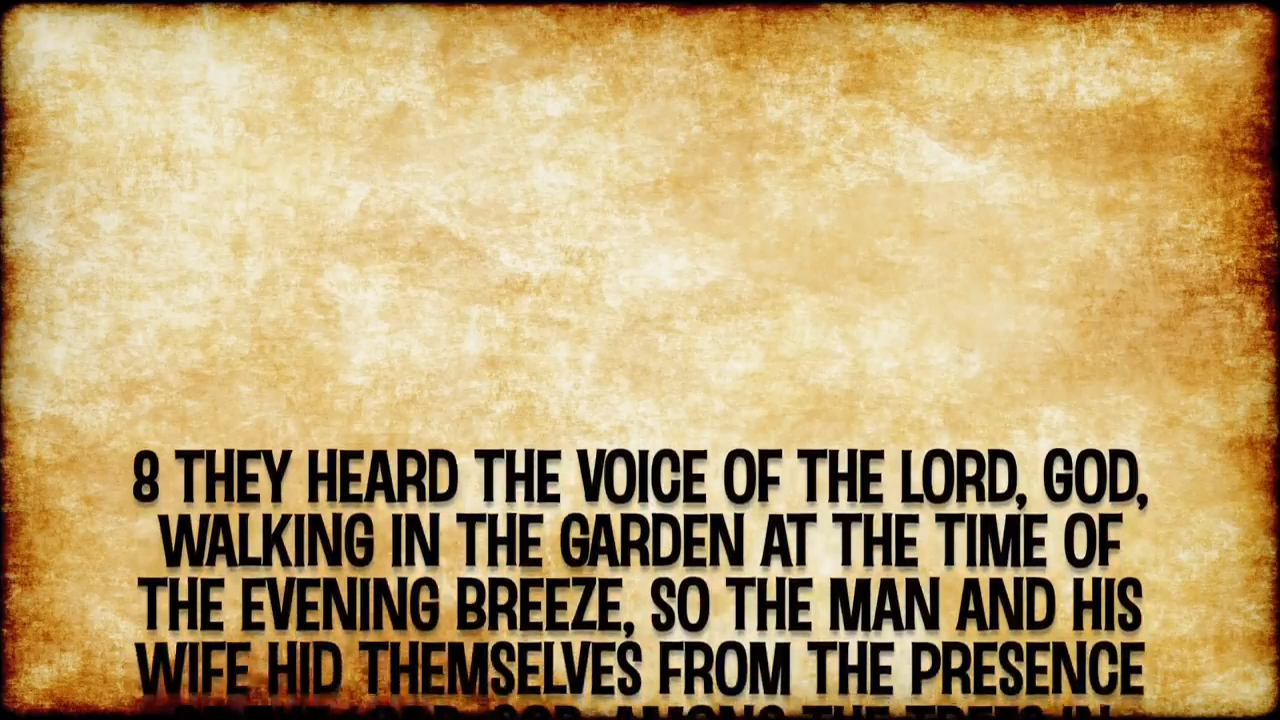 8 THEY HEARD THE VOICE OF THE LORD, GOD,
WALKING IN THE GARDEN AT THE TIME OF
THE EVENING BREEZE, SO THE MAN AND HIS
WIFE HID THEMSELVES FROM THE PRESENCE